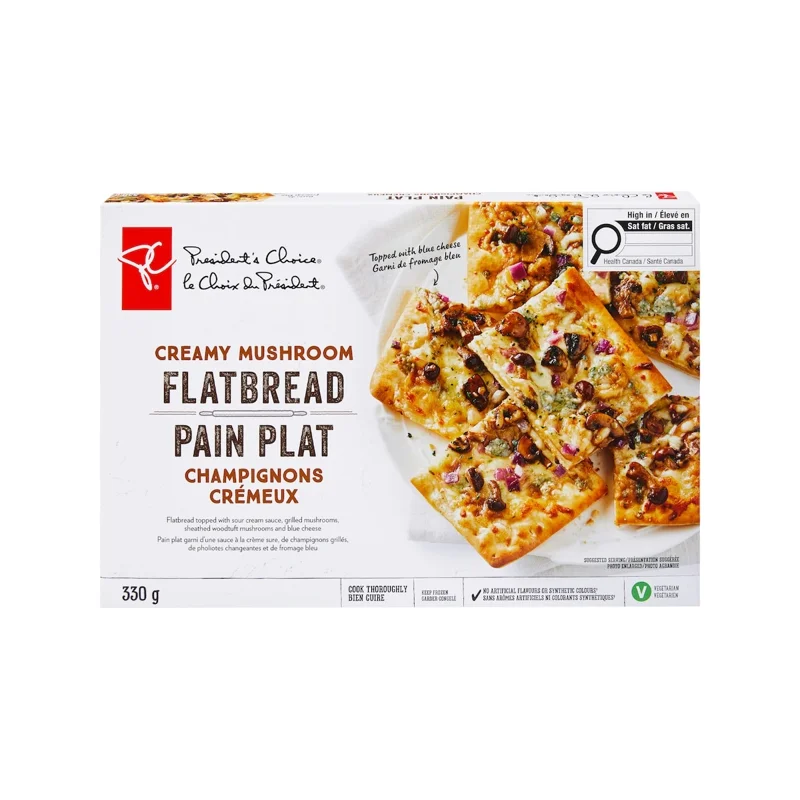 PAIN PLAT
CHAMPIGNONS CRÉMEUX
PC
President's Choice®
le Choix du Président®
Topped with blue cheese
Garni de fromage bleu
High in / Élevé en
Sat fat / Gras sat.
Health Canada / Santé Canada
CREAMY MUSHROOM
FLATBREAD
PAIN PLAT
CHAMPIGNONS
CRÉMEUX
Flatbread topped with sour cream sauce, grilled mushrooms,
sheathed woodtuft mushrooms and blue cheese
Pain plat garni d'une sauce à la crème sure, de champignons grillés,
de pholiotes changeantes et de fromage bleu
SUGGESTED SERVING/PRÉSENTATION SUGGÉRÉE
PHOTO ENLARGED/PHOTO AGRANDIE
330 g
COOK THOROUGHLY
BIEN CUIRE
KEEP FROZEN
GARDER CONGELÉ
NO ARTIFICIAL FLAVOURS OR SYNTHETIC COLOURS†
SANS ARÔMES ARTIFICIELS NI COLORANTS SYNTHÉTIQUES†
V
VEGETARIAN
VÉGÉTARIEN